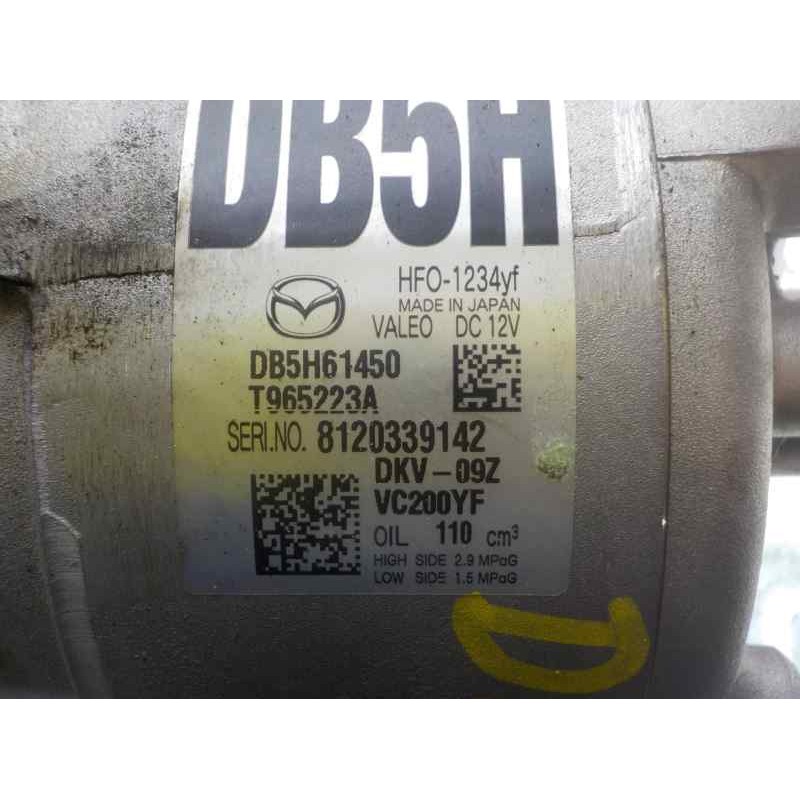 DB5H
HFO-1234yf
MADE IN JAPAN
VALEO DC 12V
DB5H61450
T965223A
SERI.NO. 8120339142
DKV-09Z
VC200YF
OIL 110 cm³
HIGH SIDE 2.9 MPaG
LOW SIDE 1.5 MPaG
D